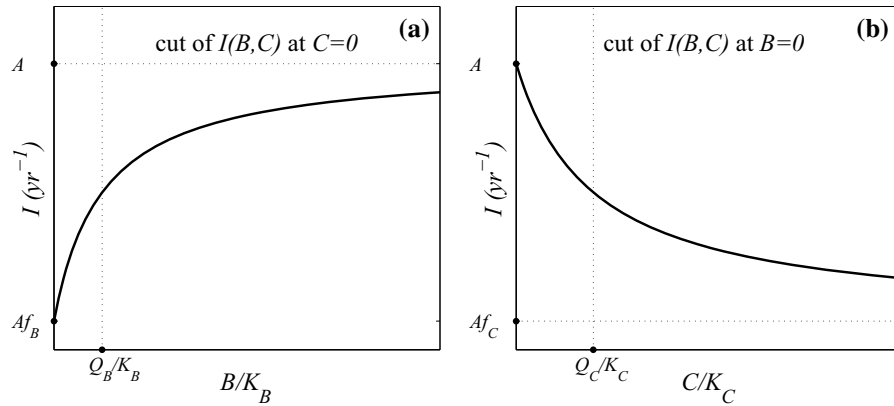 (a)
cut of I(B,C) at C=0
A
I (yr⁻¹)
Af_B
Q_B/K_B
B/K_B
(b)
cut of I(B,C) at B=0
A
I (yr⁻¹)
Af_C
Q_C/K_C
C/K_C